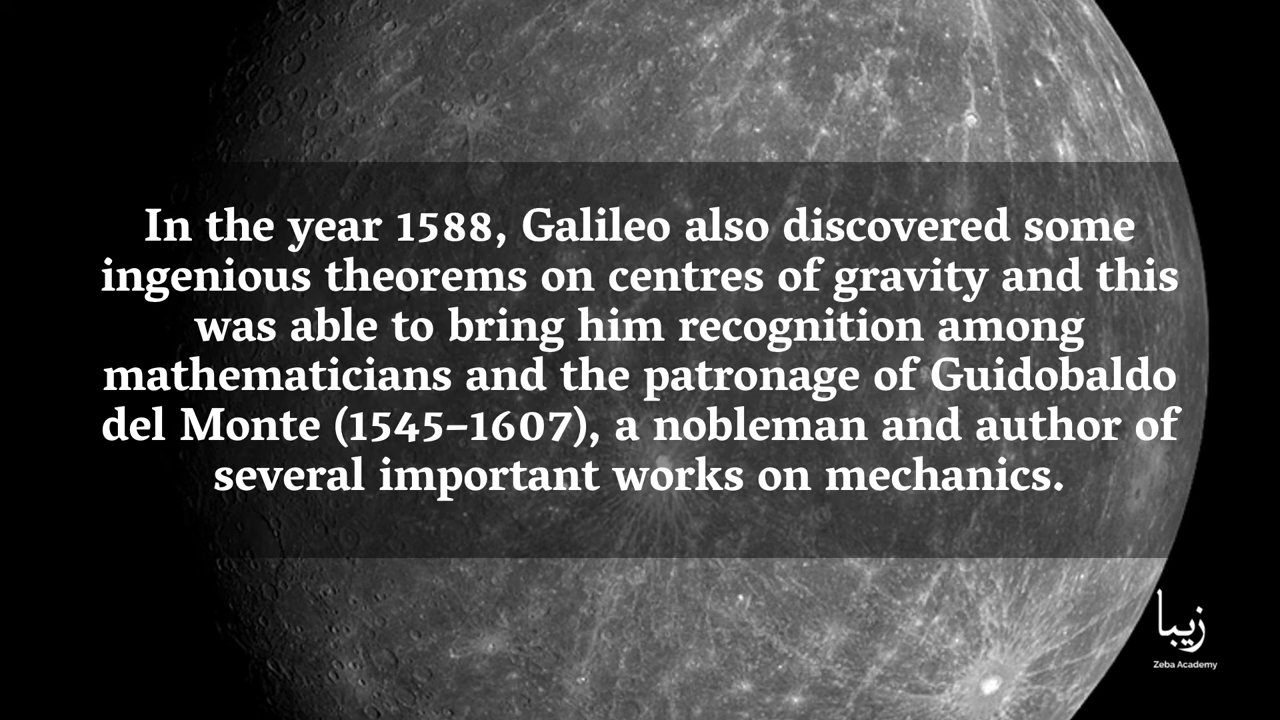 In the year 1588, Galileo also discovered some
ingenious theorems on centres of gravity and this
was able to bring him recognition among
mathematicians and the patronage of Guidobaldo
del Monte (1545–1607), a nobleman and author of
several important works on mechanics.
زيبا
Zeba Academy